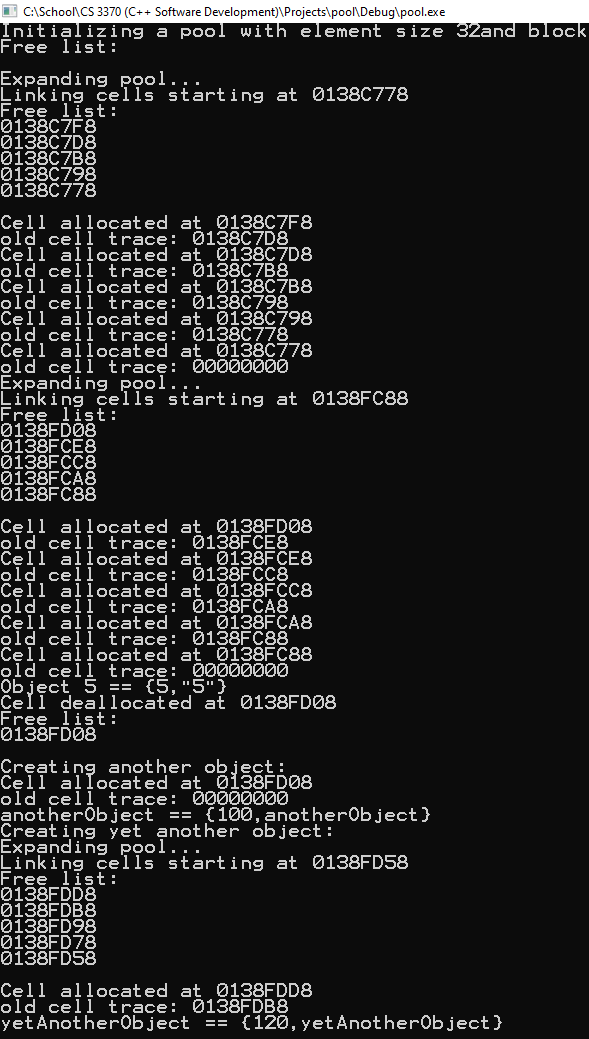 C:\School\CS 3370 (C++ Software Development)\Projects\pool\Debug\pool.exe
Initializing a pool with element size 32and block
Free list:
Expanding pool...
Linking cells starting at 0138C778
Free list:
0138C7F8
0138C7D8
0138C7B8
0138C798
0138C778
Cell allocated at 0138C7F8
old cell trace: 0138C7D8
Cell allocated at 0138C7D8
old cell trace: 0138C7B8
Cell allocated at 0138C7B8
old cell trace: 0138C798
Cell allocated at 0138C798
old cell trace: 0138C778
Cell allocated at 0138C778
old cell trace: 00000000
Expanding pool...
Linking cells starting at 0138FC88
Free list:
0138FD08
0138FCE8
0138FCC8
0138FCA8
0138FC88
Cell allocated at 0138FD08
old cell trace: 0138FCE8
Cell allocated at 0138FCE8
old cell trace: 0138FCC8
Cell allocated at 0138FCC8
old cell trace: 0138FCA8
Cell allocated at 0138FCA8
old cell trace: 0138FC88
Cell allocated at 0138FC88
old cell trace: 00000000
Object 5 == {5,"5"}
Cell deallocated at 0138FD08
Free list:
0138FD08
Creating another object:
Cell allocated at 0138FD08
old cell trace: 00000000
anotherObject == {100,anotherObject}
Creating yet another object:
Expanding pool...
Linking cells starting at 0138FD58
Free list:
0138FDD8
0138FDB8
0138FD98
0138FD78
0138FD58
Cell allocated at 0138FDD8
old cell trace: 0138FDB8
yetAnotherObject == {120,yetAnotherObject}